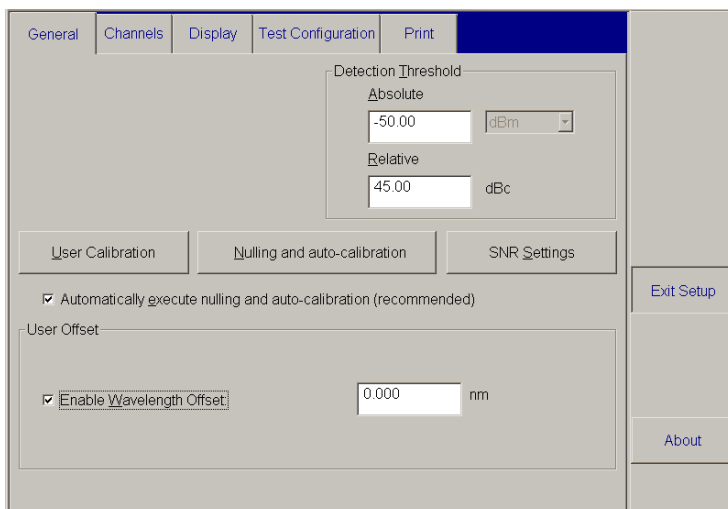 General Channels Display Test Configuration Print
Detection Threshold
Absolute
-50.00 dBm
Relative
45.00 dBc
User Calibration Nulling and auto-calibration SNR Settings
Automatically execute nulling and auto-calibration (recommended)
Exit Setup
User Offset
Enable Wavelength Offset: 0.000 nm
About